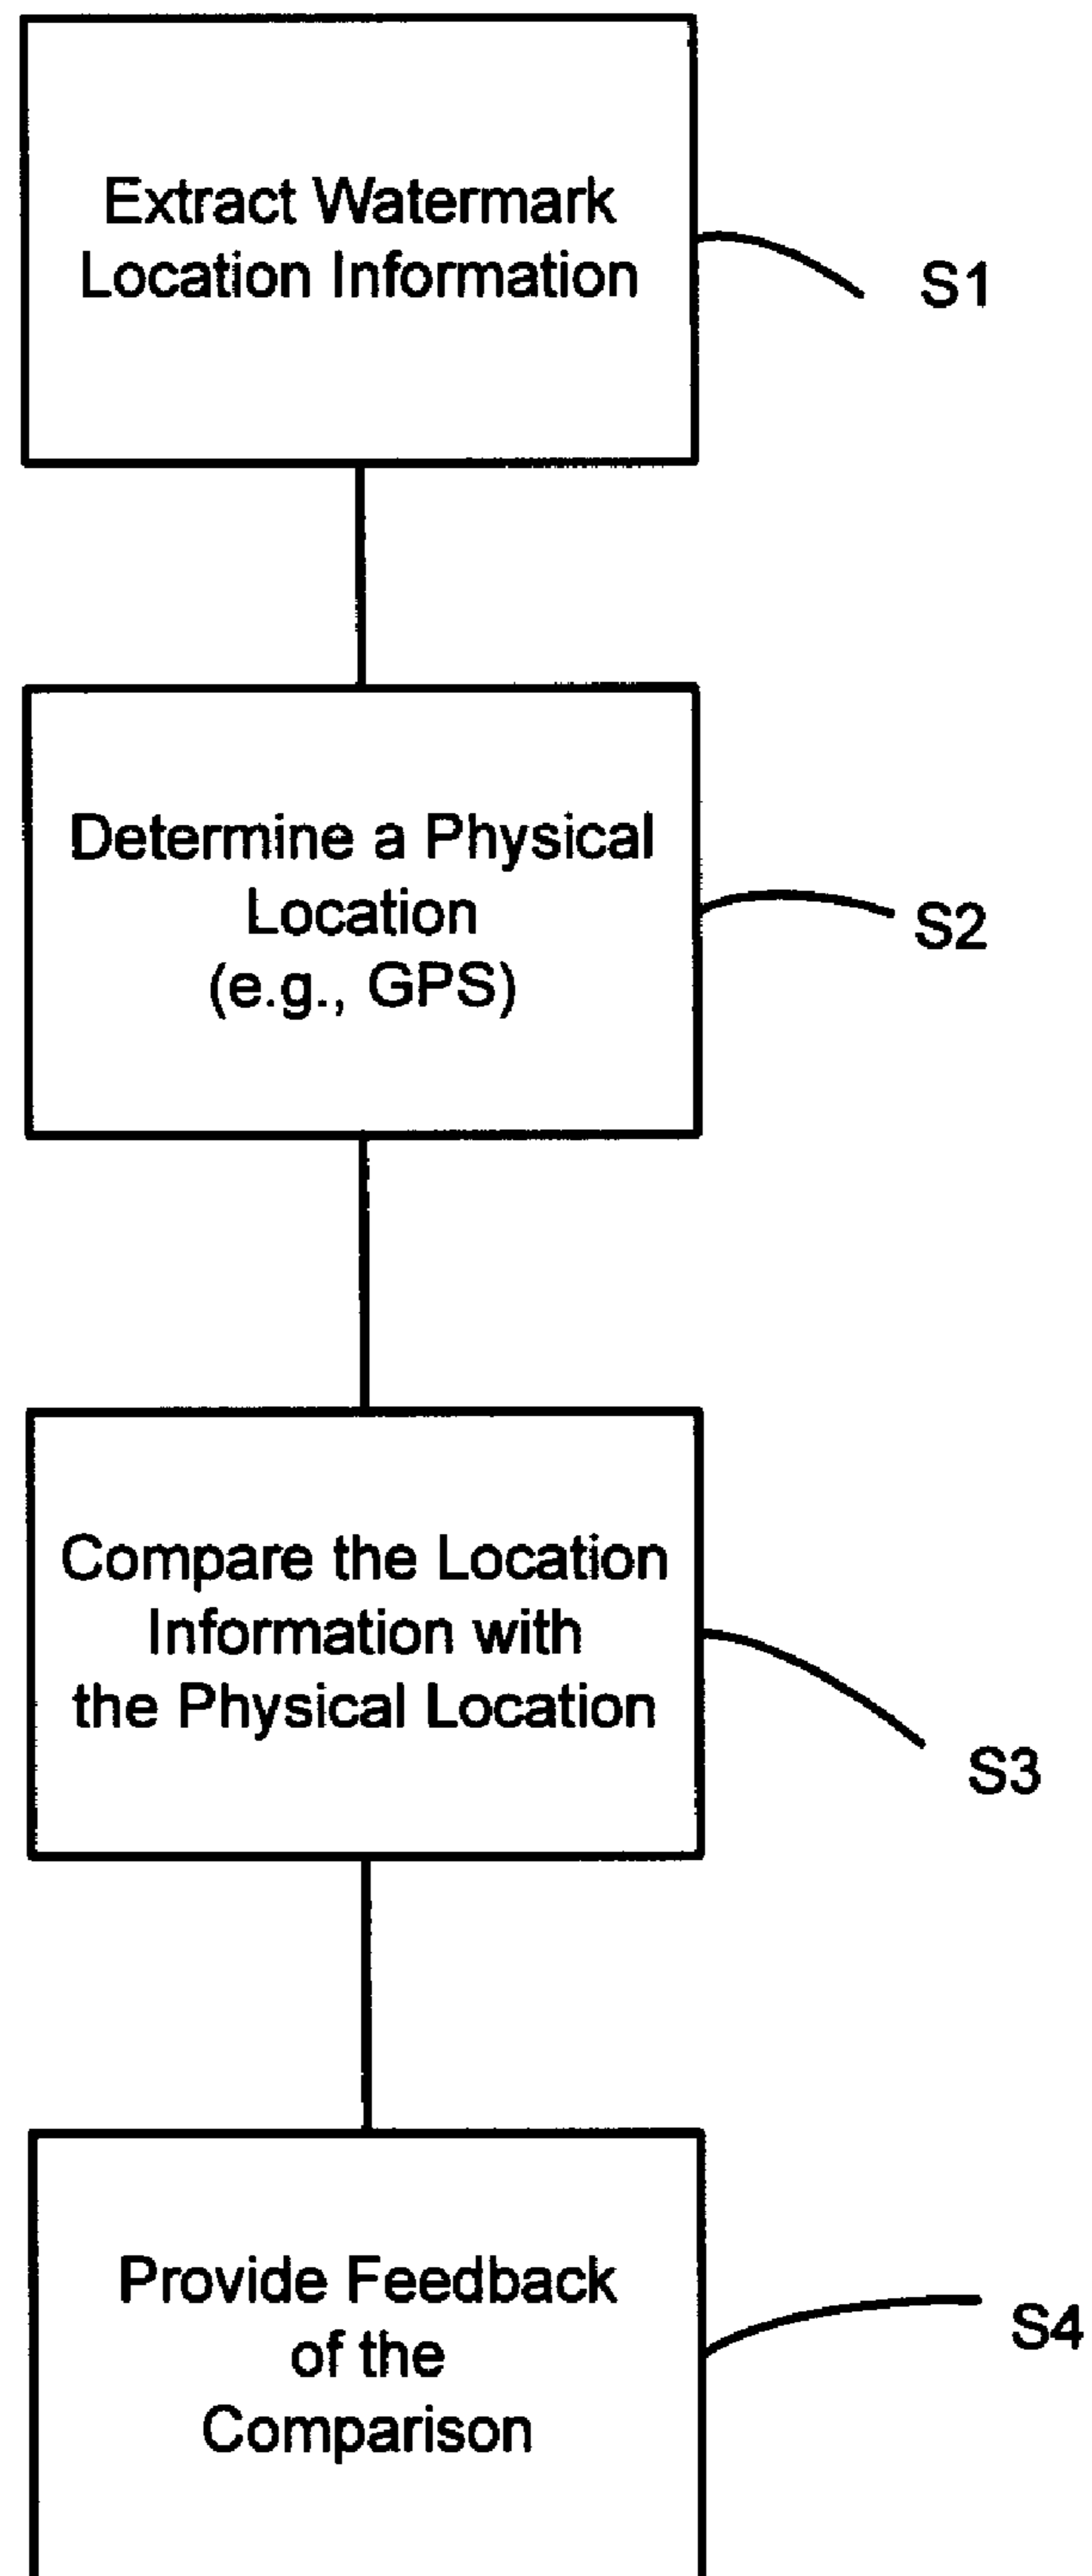 Extract Watermark
Location Information
S1
Determine a Physical
Location
(e.g., GPS)
S2
Compare the Location
Information with
the Physical Location
S3
Provide Feedback
of the
Comparison
S4